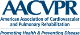 AACVPR
American Association of Cardiovascular
and Pulmonary Rehabilitation
Promoting Health & Preventing Disease